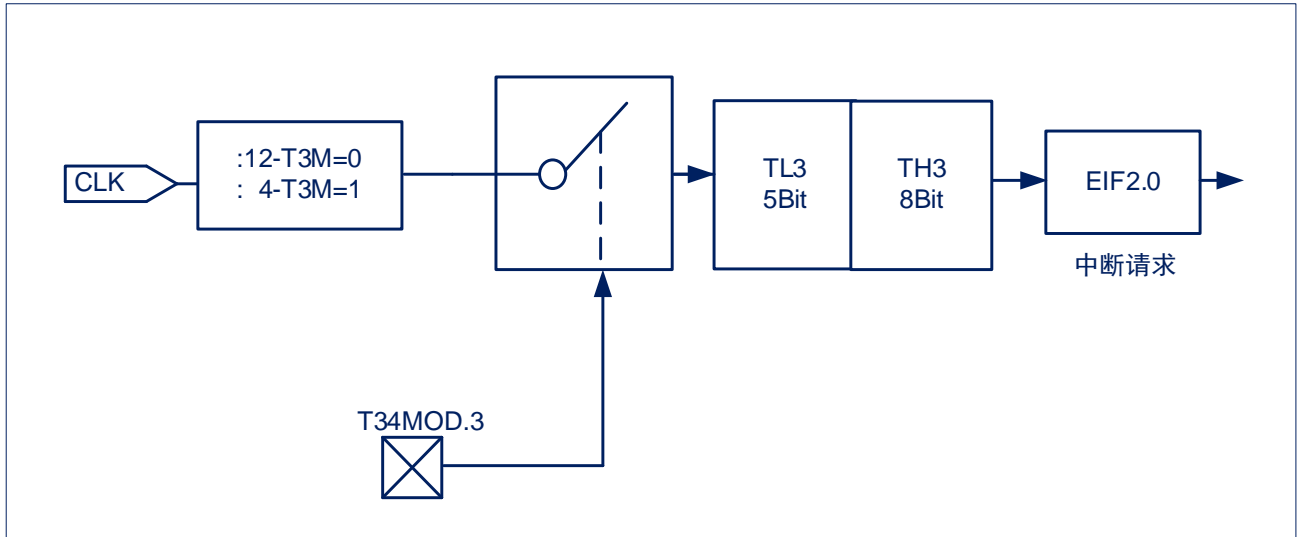 CLK
:12-T3M=0
: 4-T3M=1
TL3
5Bit
TH3
8Bit
EIF2.0
中断请求
T34MOD.3